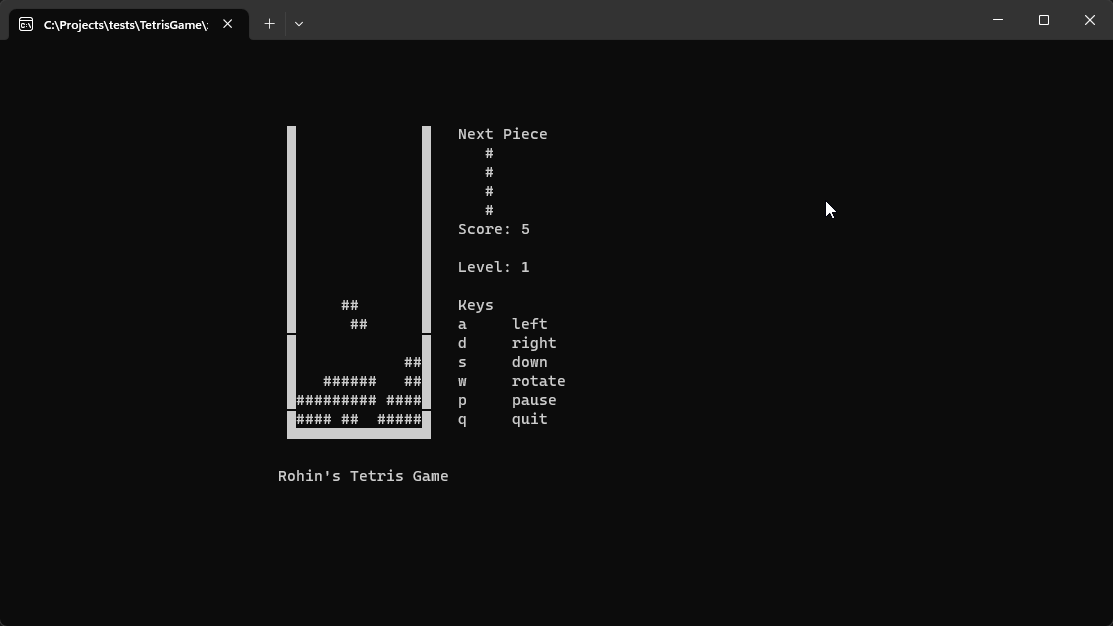 C:\Projects\tests\TetrisGame\:
Next Piece
#
#
#
#
Score: 5
Level: 1
## Keys
## a left
d right
## s down
###### ## w rotate
######### #### p pause
#### ## ##### q quit
Rohin's Tetris Game